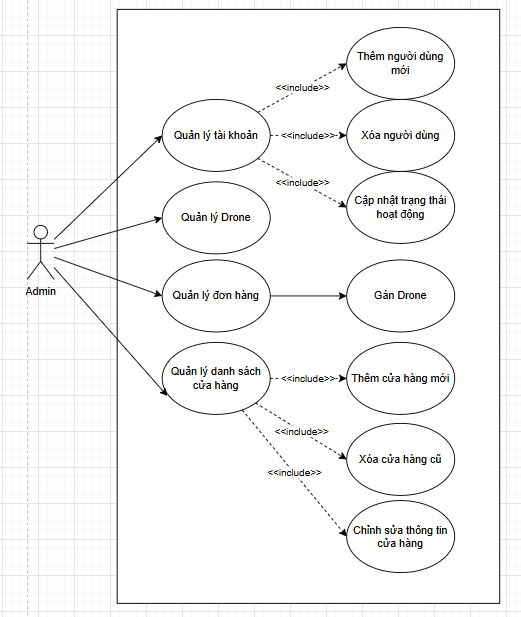 Thêm người dùng
mới
<<include>>
Quản lý tài khoản
<<include>>
Xóa người dùng
<<include>>
Cập nhật trạng thái
hoạt động
Quản lý Drone
Admin
Quản lý đơn hàng
Gán Drone
Quản lý danh sách
cửa hàng
<<include>>
Thêm cửa hàng mới
<<include>>
Xóa cửa hàng cũ
<<include>>
Chỉnh sửa thông tin
cửa hàng